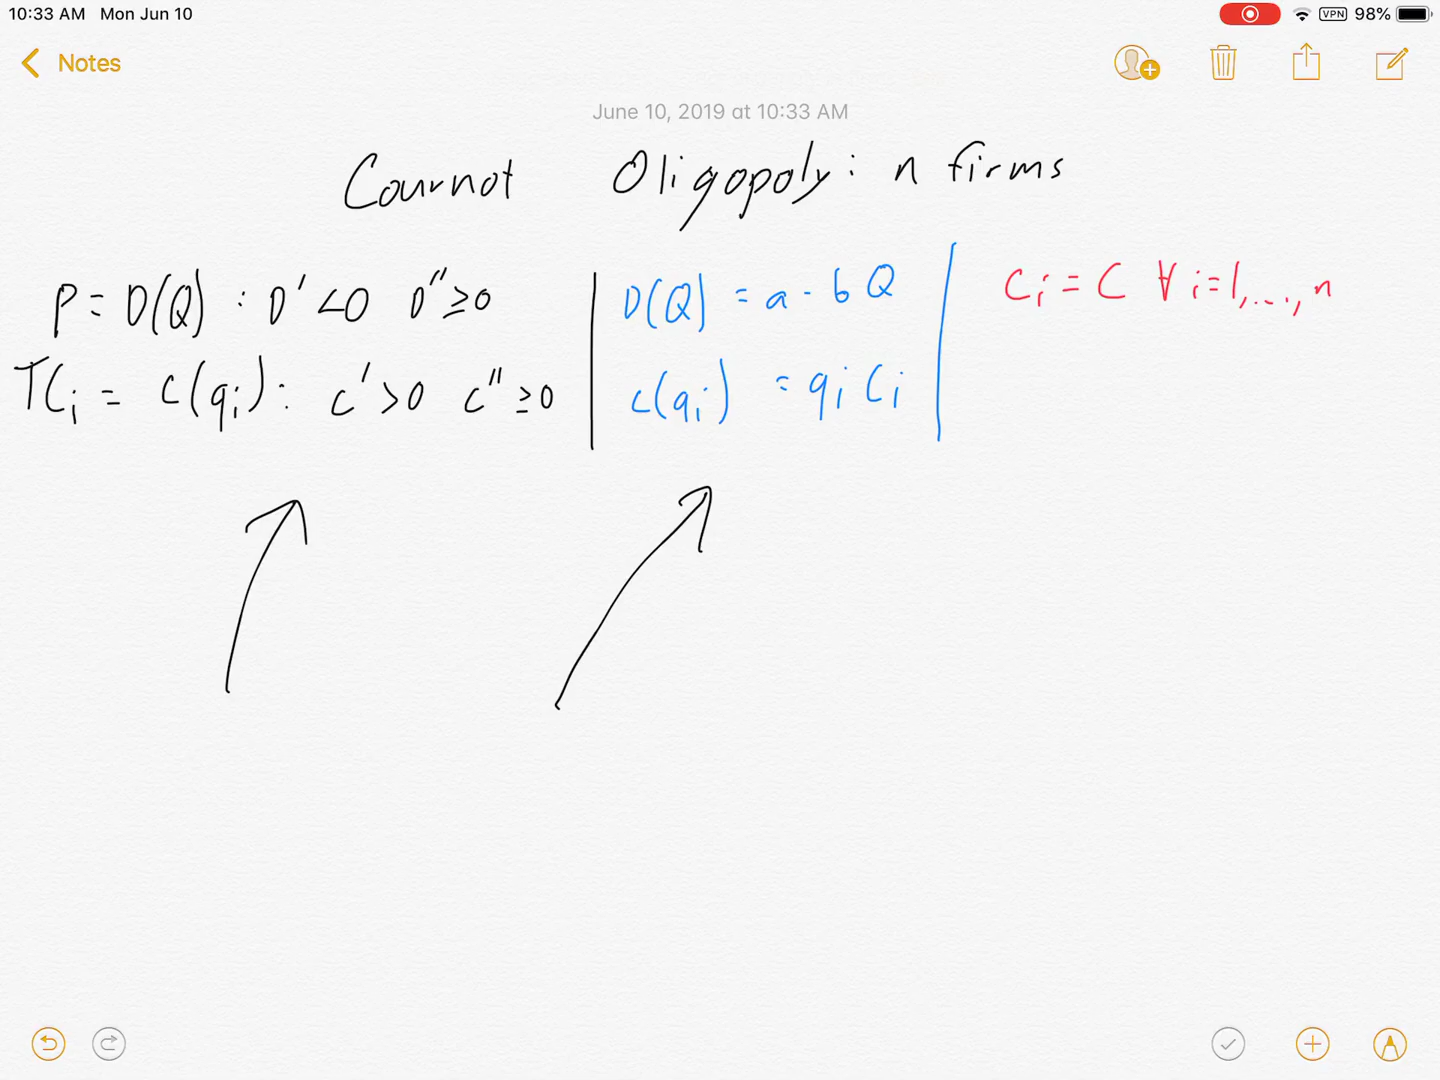 10:33 AM Mon Jun 10 VPN 98%
Notes
June 10, 2019 at 10:33 AM
Cournot Oligopoly: n firms
P = D(Q) : D' <0 D'' ≥0 D(Q) = a - b Q C_i = C ∀ i=1,...., n
TC_i = c(q_i): c' >0 c'' ≥0 c(q_i) = q_i C_i